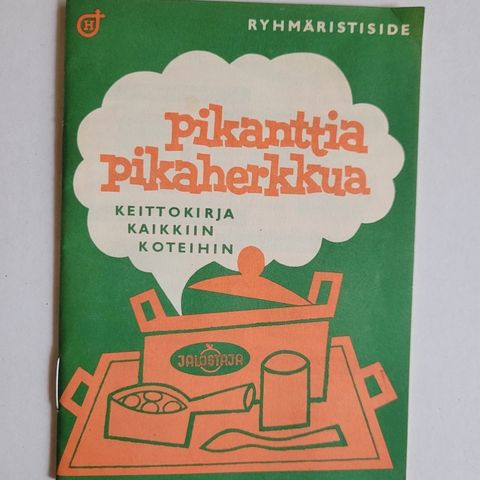 H
RYHMÄRISTISIDE
pikanttia
pikaherkkua
KEITTOKIRJA
KAIKKIIN
KOTEIHIN
JALOSTAJA